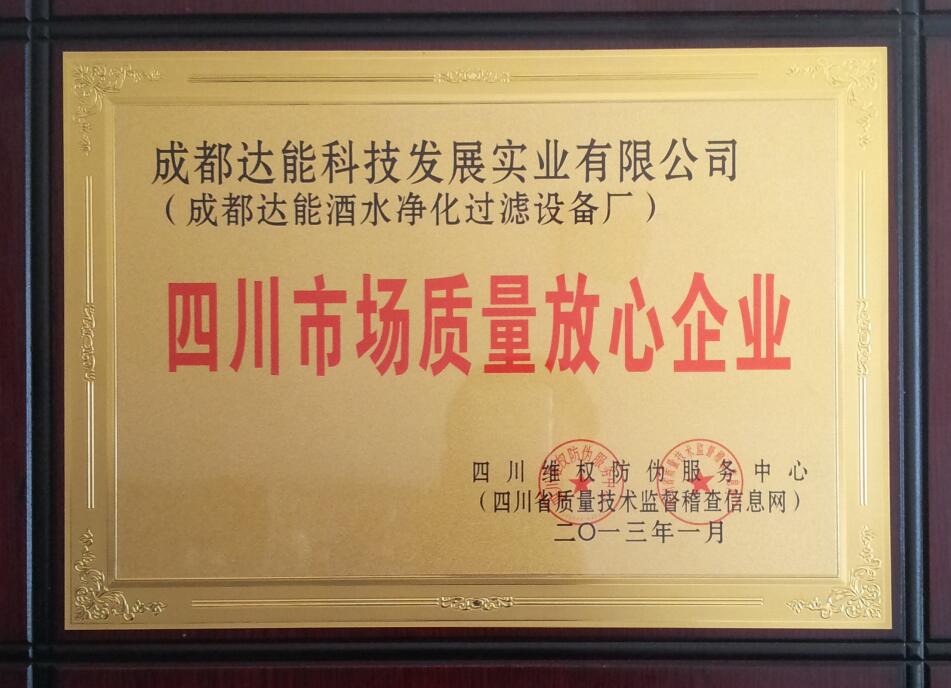 成都达能科技发展实业有限公司
（成都达能酒水净化过滤设备厂）
四川市场质量放心企业
四川维权防伪服务中心
（四川省质量技术监督稽查信息网）
二〇一三年一月